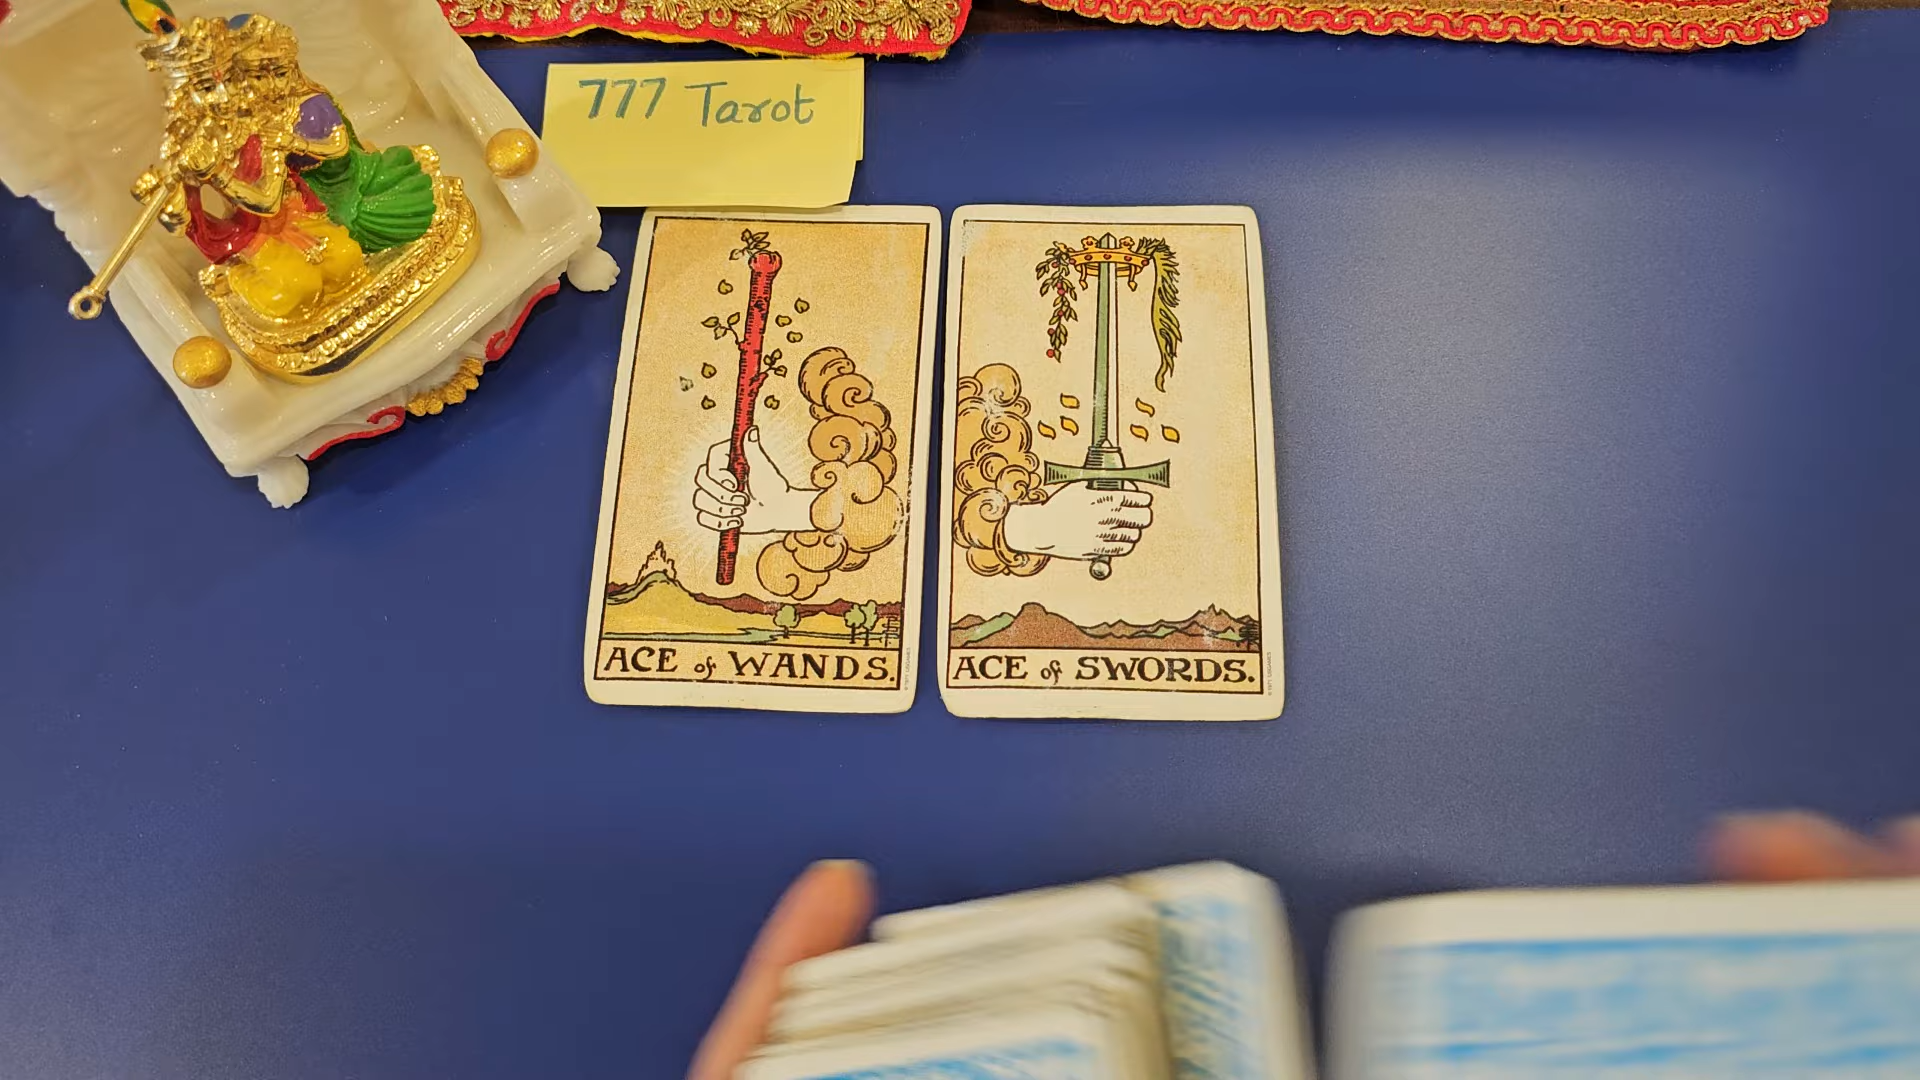 777 Tarot
ACE of WANDS.
ACE of SWORDS.